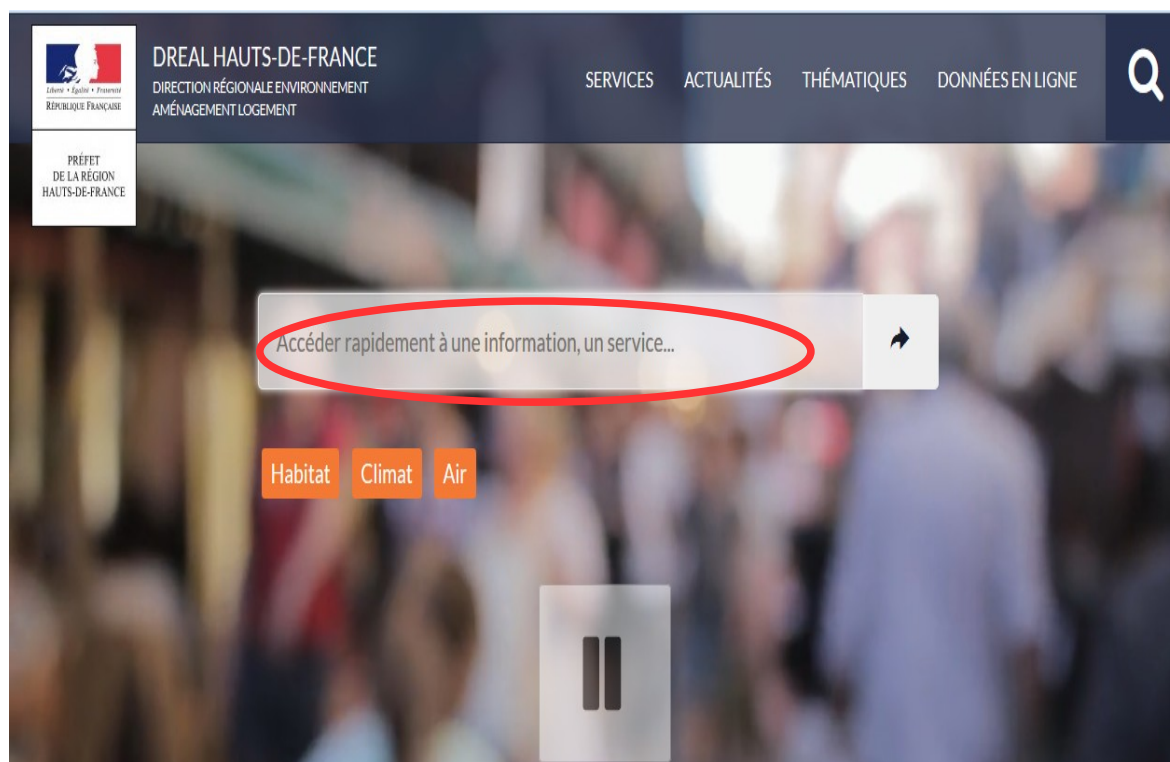 Liberté • Égalité • Fraternité
RÉPUBLIQUE FRANÇAISE
PRÉFET
DE LA RÉGION
HAUTS-DE-FRANCE
DREAL HAUTS-DE-FRANCE
DIRECTION RÉGIONALE ENVIRONNEMENT
AMÉNAGEMENT LOGEMENT
SERVICES ACTUALITÉS THÉMATIQUES DONNÉES EN LIGNE
Accéder rapidement à une information, un service...
Habitat Climat Air